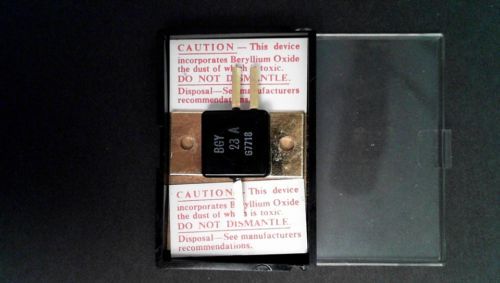 CAUTION — This device
incorporates Beryllium Oxide
the dust of which is toxic.
DO NOT DISMANTLE.
Disposal—See manufacturers
recommendations.
BGY
23 A
G7718
CAUTION — This device
incorporates Beryllium Oxide
the dust of which is toxic.
DO NOT DISMANTLE.
Disposal—See manufacturers
recommendations.